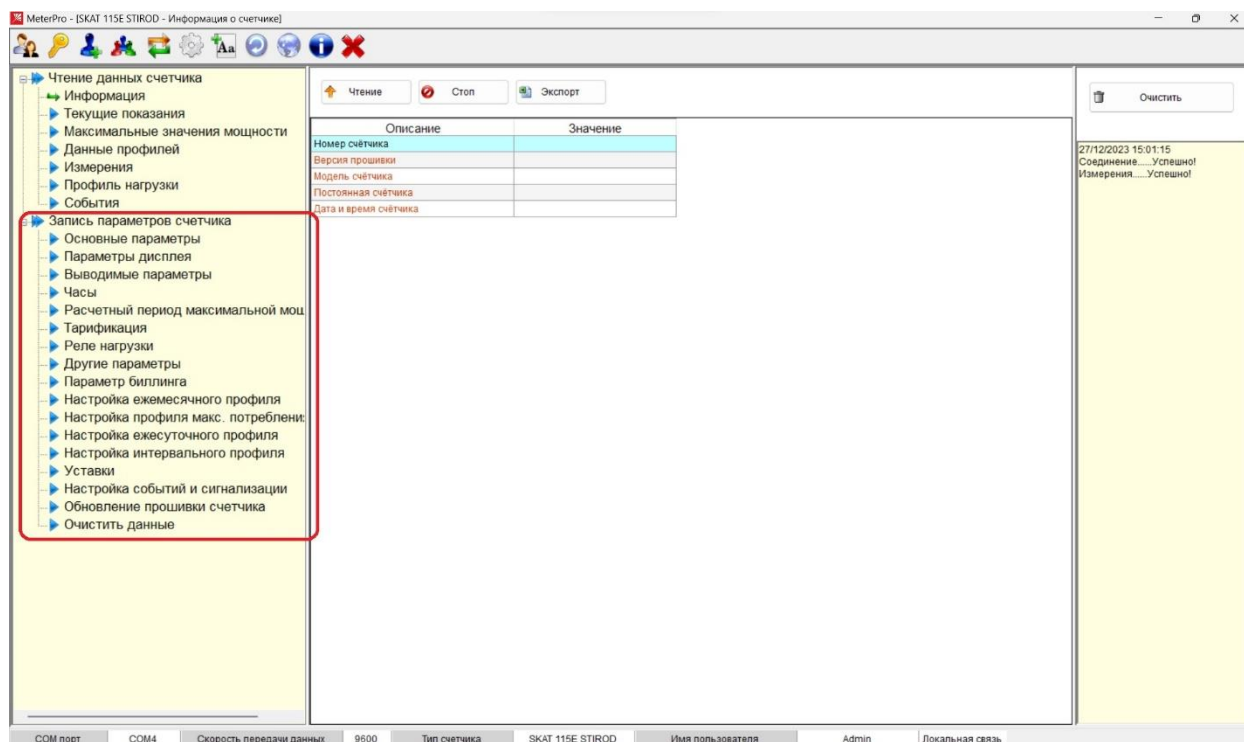 MeterPro - [SKAT 115E STIROD - Информация о счетчике]
Aa
Чтение данных счетчика
Информация
Текущие показания
Максимальные значения мощности
Данные профилей
Измерения
Профиль нагрузки
События
Запись параметров счетчика
Основные параметры
Параметры дисплея
Выводимые параметры
Часы
Расчетный период максимальной мощ
Тарификация
Реле нагрузки
Другие параметры
Параметр биллинга
Настройка ежемесячного профиля
Настройка профиля макс. потреблени
Настройка ежесуточного профиля
Настройка интервального профиля
Уставки
Настройка событий и сигнализации
Обновление прошивки счетчика
Очистить данные
Чтение Стоп Экспорт
Описание Значение
Номер счётчика
Версия прошивки
Модель счётчика
Постоянная счётчика
Дата и время счётчика
Очистить
27/12/2023 15:01:15
Соединение......Успешно!
Измерения......Успешно!
COM порт COM4 Скорость передачи данных 9600 Тип счетчика SKAT 115E STIROD Имя пользователя Admin Локальная связь